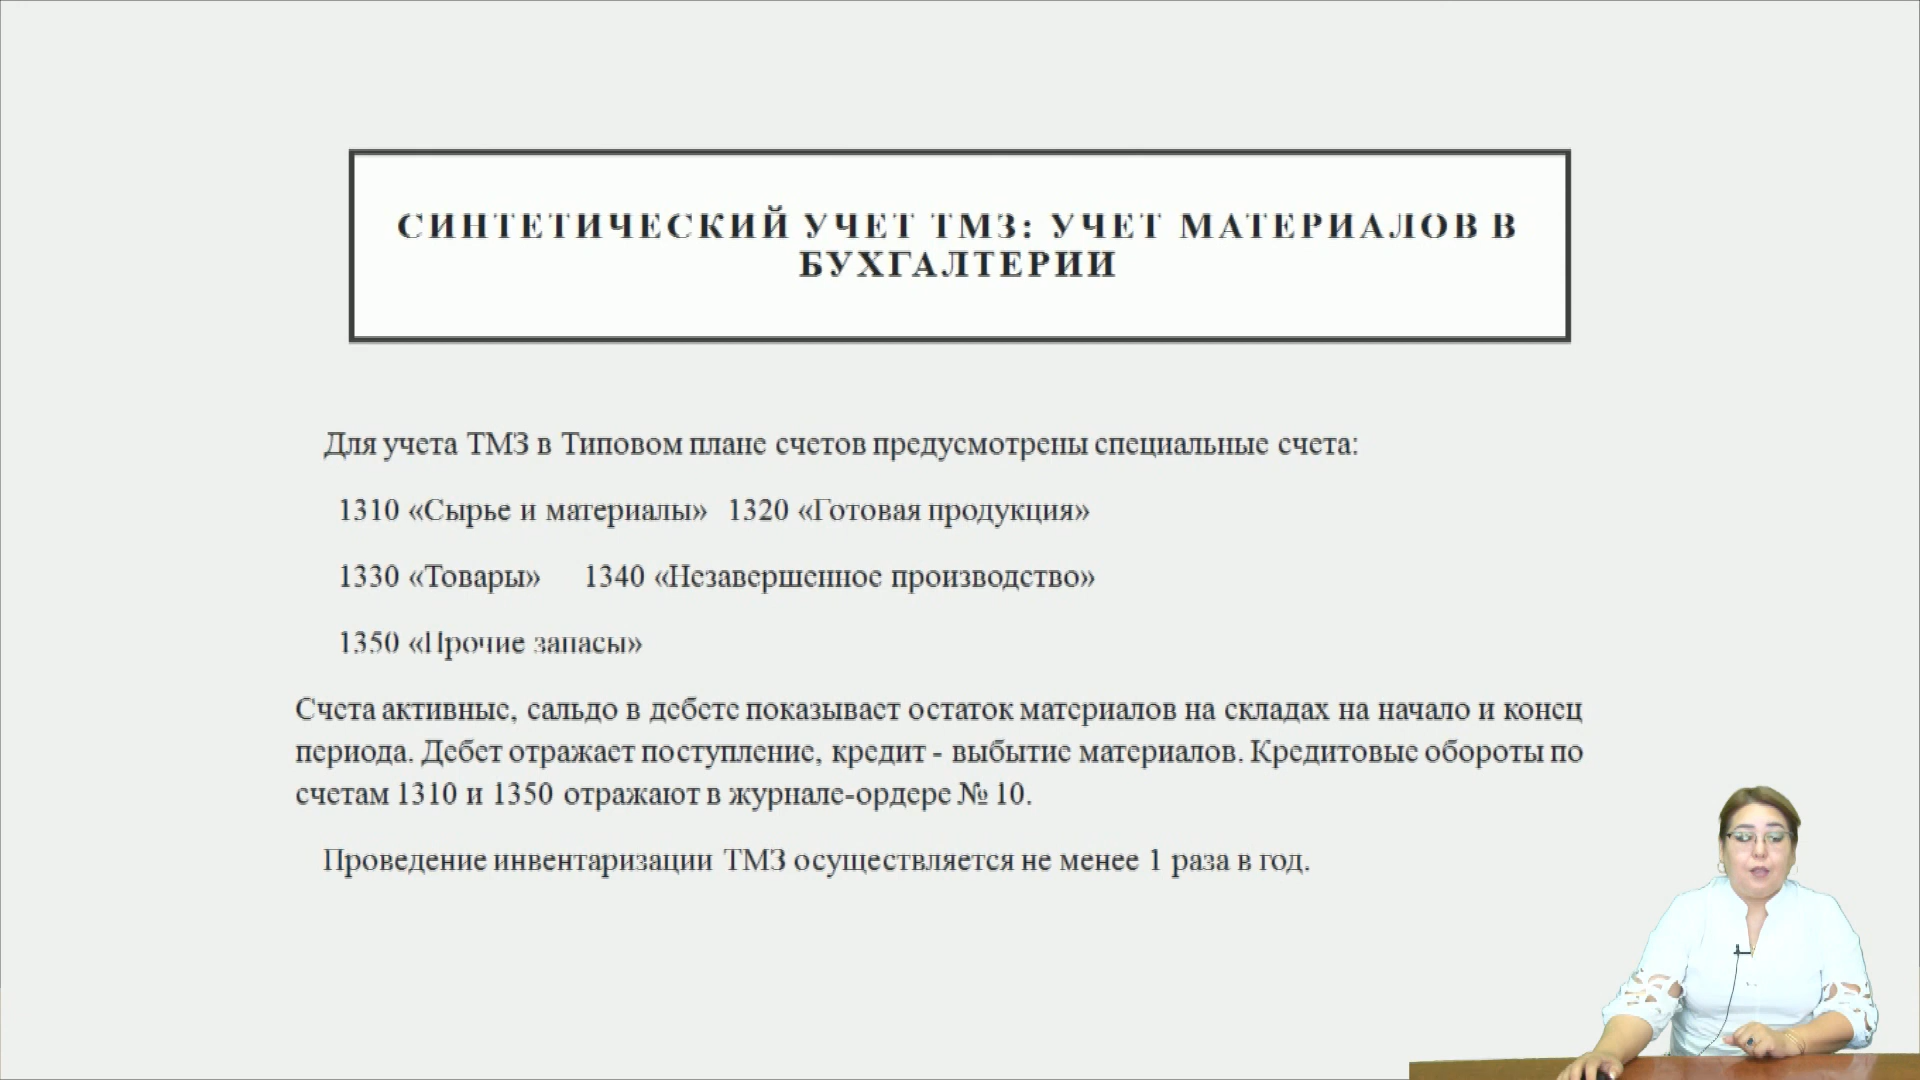 СИНТЕТИЧЕСКИЙ УЧЕТ ТМЗ: УЧЕТ МАТЕРИАЛОВ В
БУХГАЛТЕРИИ
Для учета ТМЗ в Типовом плане счетов предусмотрены специальные счета:
1310 «Сырье и материалы» 1320 «Готовая продукция»
1330 «Товары» 1340 «Незавершенное производство»
1350 «Прочие запасы»
Счета активные, сальдо в дебете показывает остаток материалов на складах на начало и конец
периода. Дебет отражает поступление, кредит - выбытие материалов. Кредитовые обороты по
счетам 1310 и 1350 отражают в журнале-ордере № 10.
Проведение инвентаризации ТМЗ осуществляется не менее 1 раза в год.